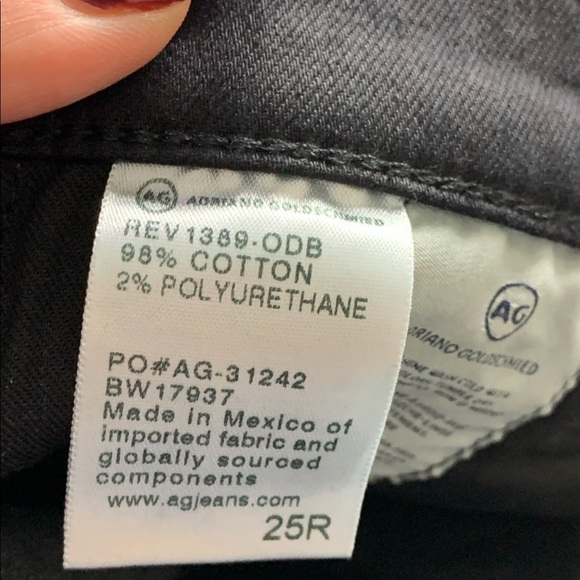 AG ADRIANO GOLDSCHMIED
REV1389-ODB
98% COTTON
2% POLYURETHANE
PO#AG-31242
BW17937
Made in Mexico of
imported fabric and
globally sourced
components
www.agjeans.com
25R
AG
ADRIANO GOLDSCHMIED